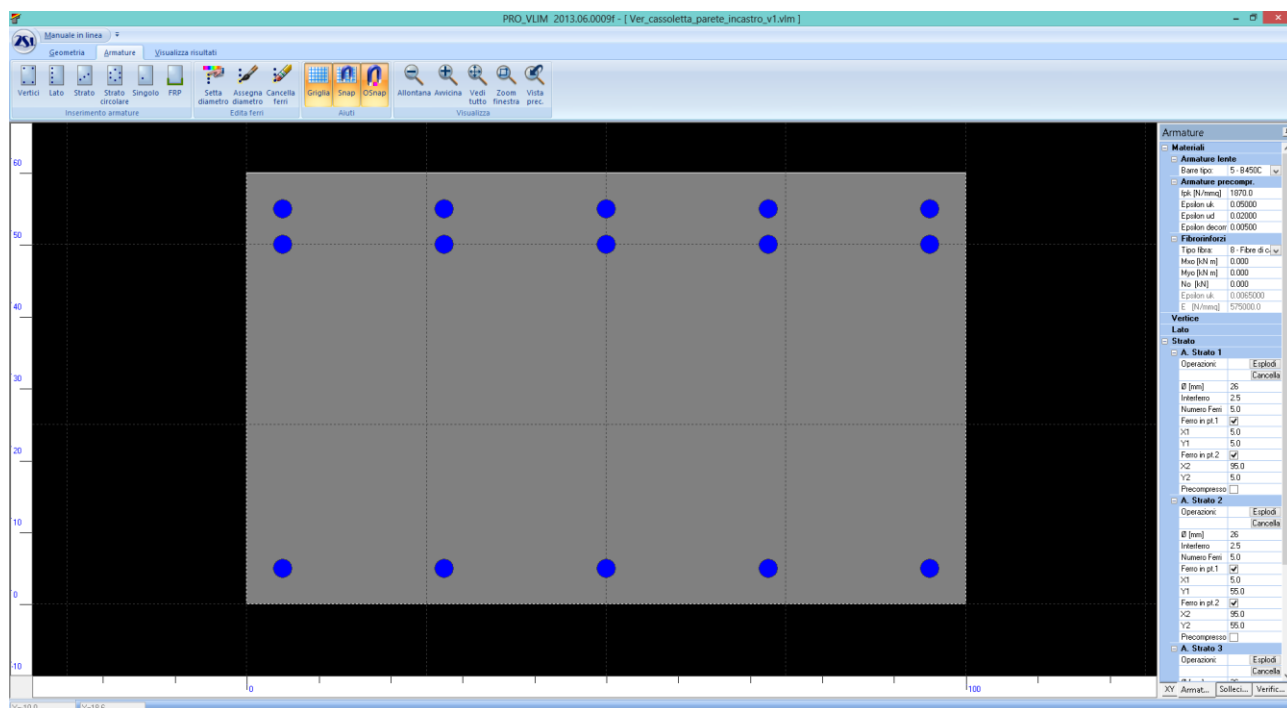 PRO_VLIM 2013.06.0009f - [ Ver_cassoletta_parete_incastro_v1.vlm ]
2SI Manuale in linea
Geometria Armature Visualizza risultati
Vertici Lato Strato Strato circolare Singolo FRP
Setta diametro Assegna diametro Cancella ferri
Griglia Snap OSnap
Allontana Avvicina Vedi tutto Zoom finestra Vista prec.
Inserimento armature Edita ferri Aiuti Visualizza
60
50
40
30
20
10
0
-10
0 100
Armature
Materiali
Armature lente
Barre tipo: 5 - B450C
Armature precompr.
fpk [N/mmq] 1870.0
Epsilon uk 0.05000
Epsilon ud 0.02000
Epsilon decorr 0.00500
Fibrorinforzi
Tipo fibra: 8 - Fibre di c
Mxo [kN m] 0.000
Myo [kN m] 0.000
No [kN] 0.000
Epsilon uk 0.0065000
E [N/mmq] 575000.0
Vertice
Lato
Strato
A. Strato 1
Operazioni: Esplodi
Cancella
Ø [mm] 26
Interferro 2.5
Numero Ferri 5.0
Ferro in pt.1
X1 5.0
Y1 5.0
Ferro in pt.2
X2 95.0
Y2 5.0
Precompresso
A. Strato 2
Operazioni: Esplodi
Cancella
Ø [mm] 26
Interferro 2.5
Numero Ferri 5.0
Ferro in pt.1
X1 5.0
Y1 55.0
Ferro in pt.2
X2 95.0
Y2 55.0
Precompresso
A. Strato 3
Operazioni: Esplodi
Cancella
XY Armat... Solleci... Verific...